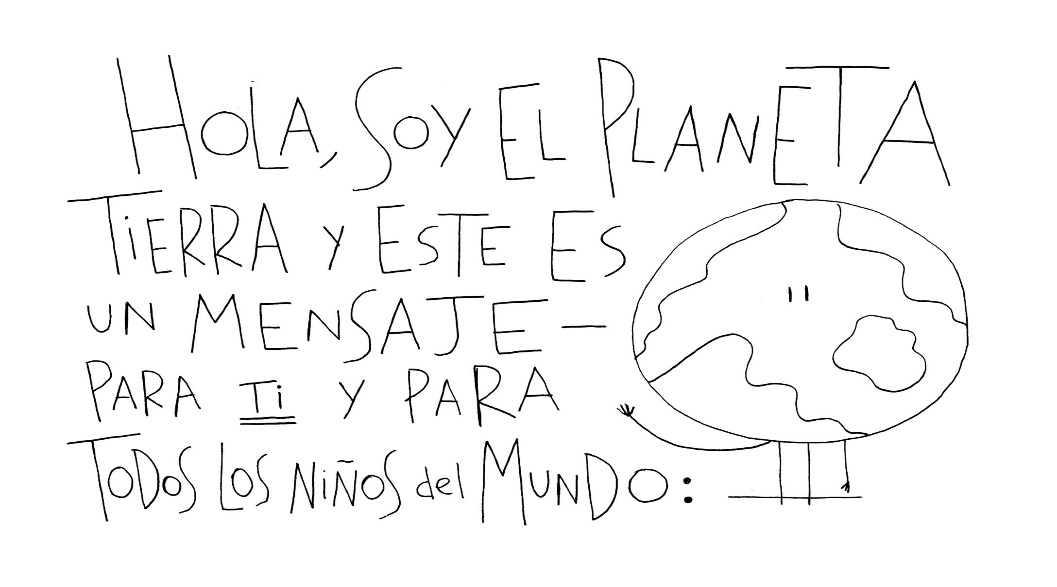 HOLA, SOY EL PLANETA
TIERRA Y ESTE ES
UN MENSAJE —
PARA Ti Y PARA
TODOS LOS NiÑOS del MUNDO: